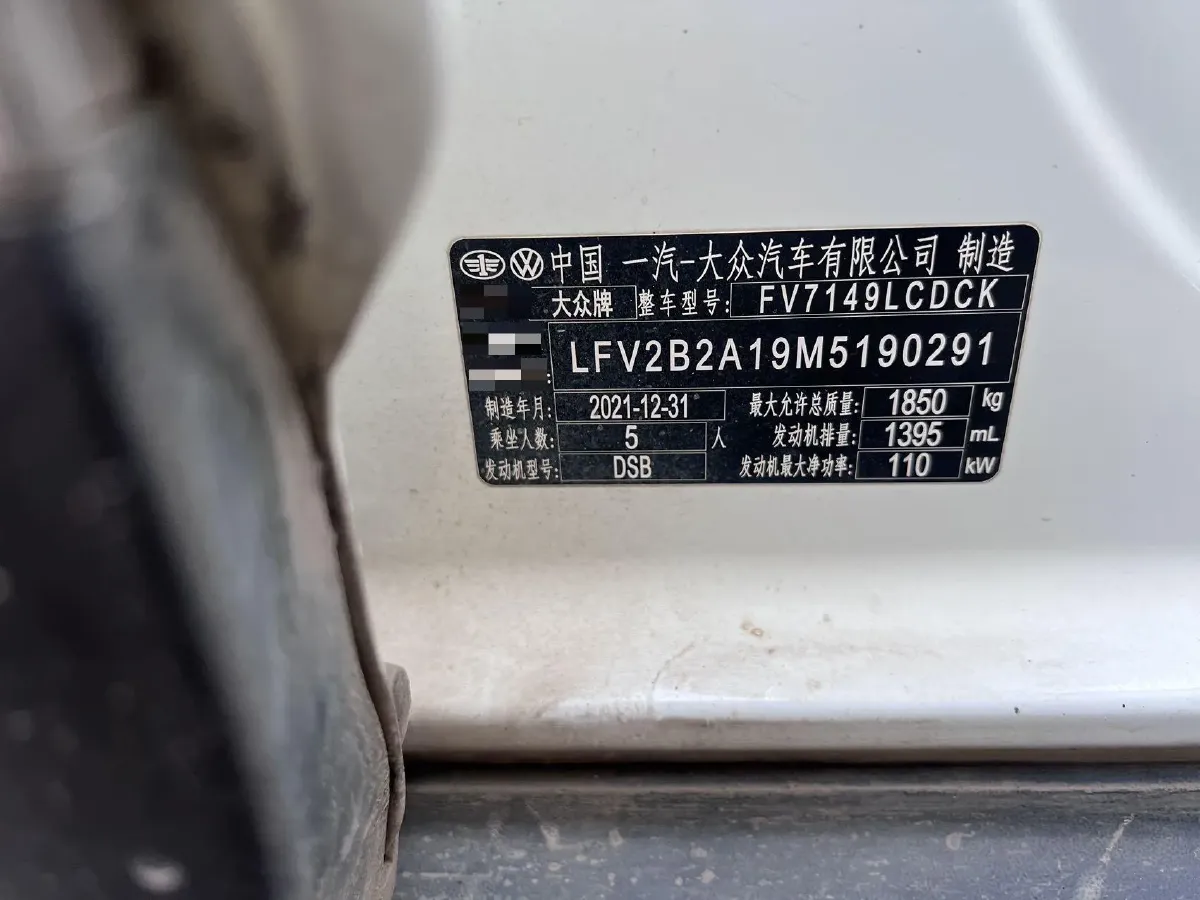 中国 一汽-大众汽车有限公司 制造
大众牌 整车型号: FV7149LCDCK
LFV2B2A19M5190291
制造年月: 2021-12-31 最大允许总质量: 1850 kg
乘坐人数: 5 人 发动机排量: 1395 mL
发动机型号: DSB 发动机最大净功率: 110 kW